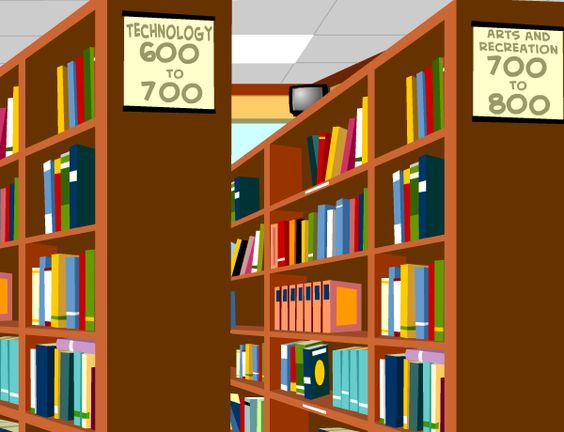 TECHNOLOGY
600
TO
700
ARTS AND
RECREATION
700
TO
800